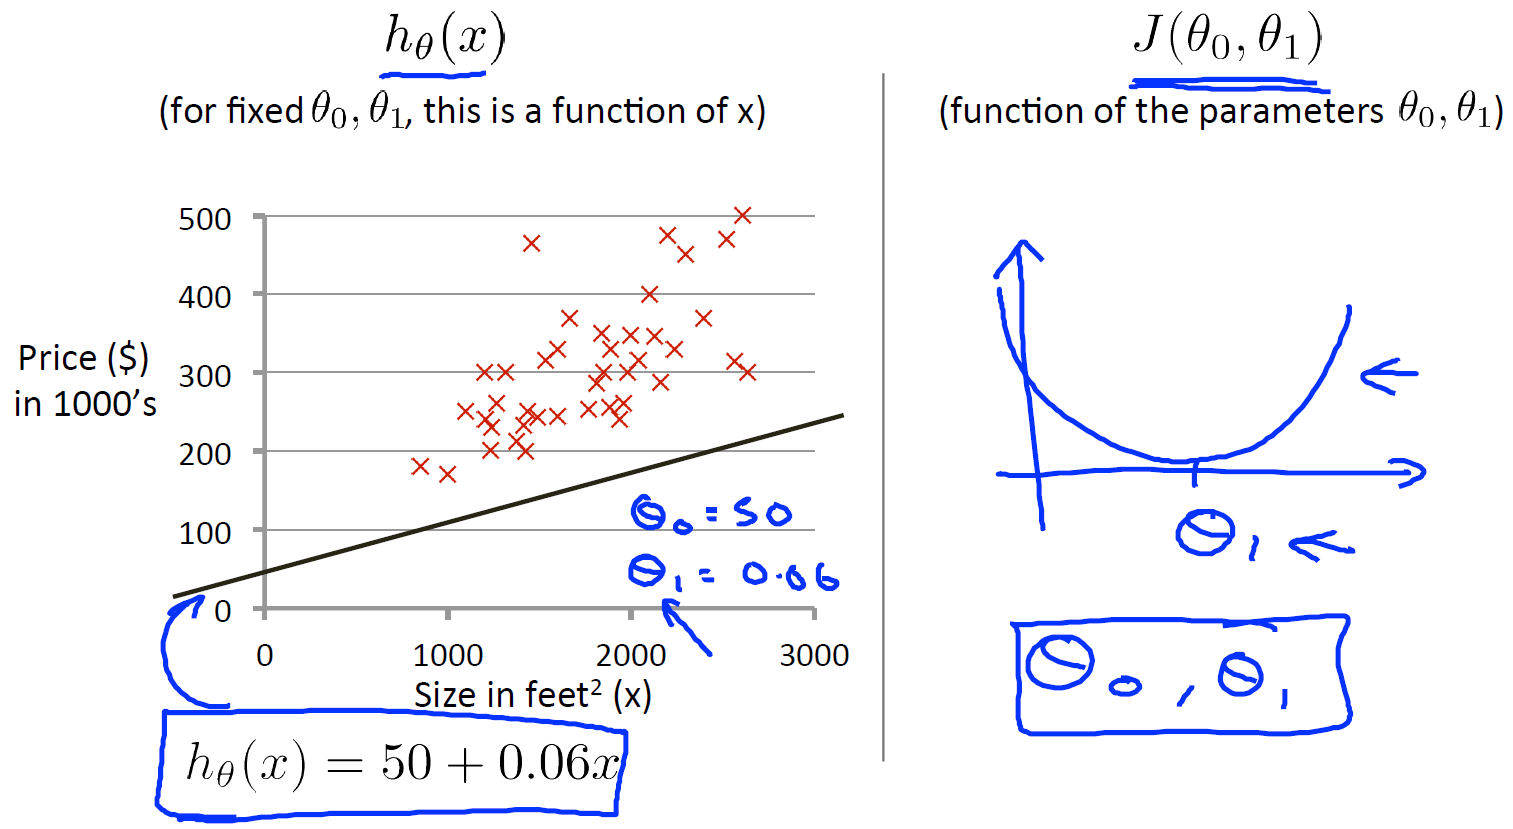 hθ(x)
(for fixed θ0, θ1, this is a function of x)
500
400
300
200
100
0
Price ($)
in 1000's
0 1000 2000 3000
Size in feet² (x)
θ0 = 50
θ1 = 0.06
hθ(x) = 50 + 0.06x
J(θ0, θ1)
(function of the parameters θ0, θ1)
θ1
θ0, θ1